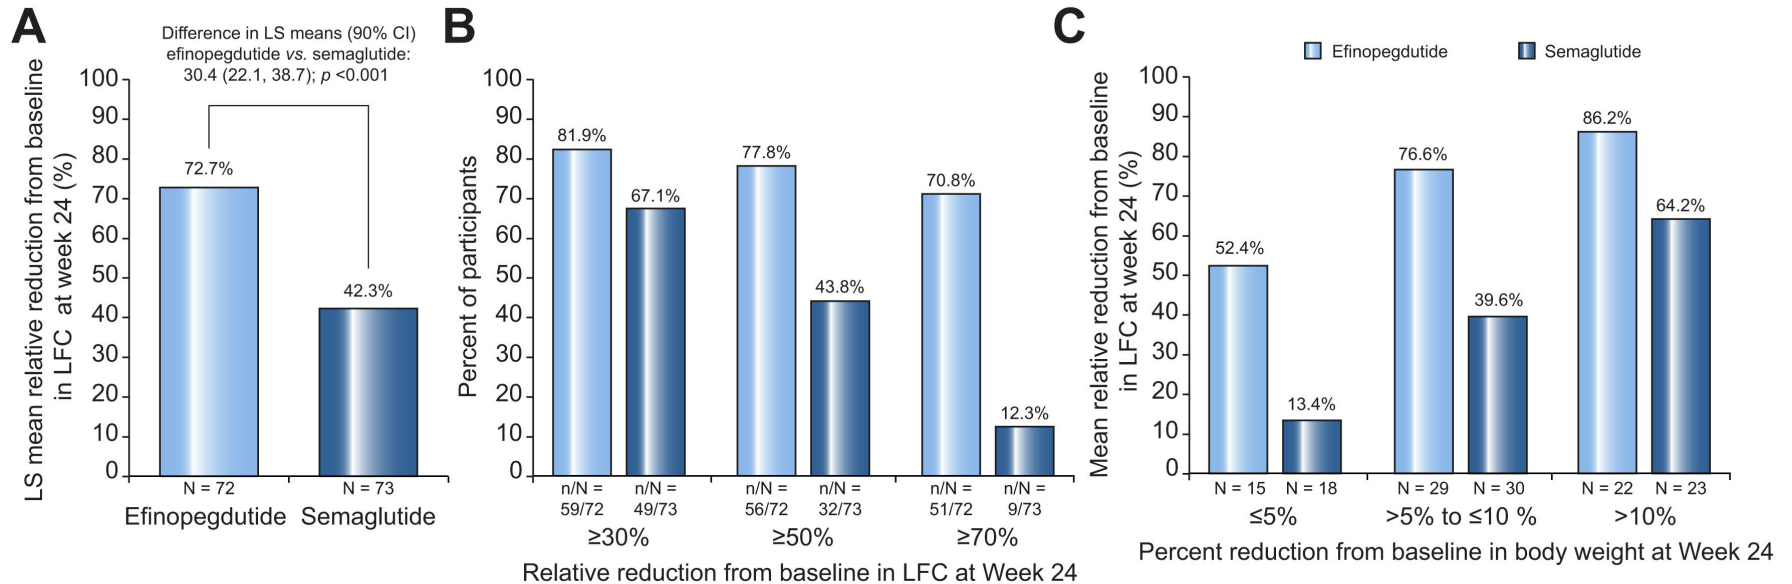 A
Difference in LS means (90% CI)
efinopegdutide vs. semaglutide:
30.4 (22.1, 38.7); p <0.001
LS mean relative reduction from baseline
in LFC at week 24 (%)
100
90
80
70
60
50
40
30
20
10
0
72.7%
42.3%
N = 72
N = 73
Efinopegdutide
Semaglutide
B
Percent of participants
100
90
80
70
60
50
40
30
20
10
0
81.9%
67.1%
77.8%
43.8%
70.8%
12.3%
n/N =
59/72
n/N =
49/73
n/N =
56/72
n/N =
32/73
n/N =
51/72
n/N =
9/73
≥30%
≥50%
≥70%
Relative reduction from baseline in LFC at Week 24
C
Efinopegdutide
Semaglutide
Mean relative reduction from baseline
in LFC at week 24 (%)
100
90
80
70
60
50
40
30
20
10
0
52.4%
13.4%
76.6%
39.6%
86.2%
64.2%
N = 15
N = 18
N = 29
N = 30
N = 22
N = 23
≤5%
>5% to ≤10 %
>10%
Percent reduction from baseline in body weight at Week 24